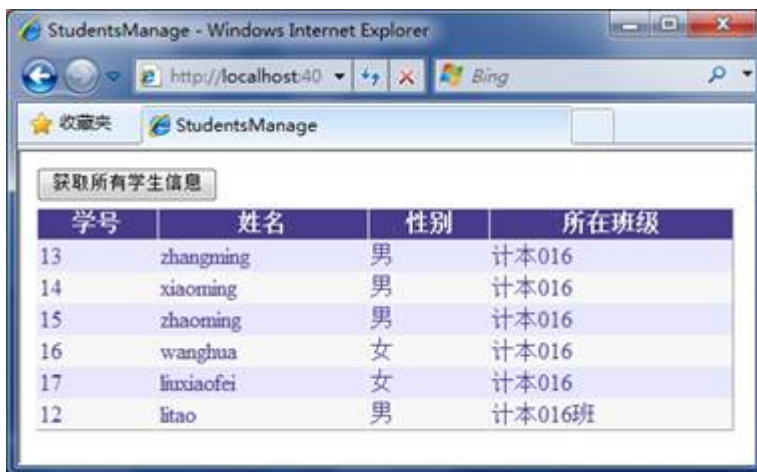 StudentsManage - Windows Internet Explorer
http://localhost:40 Bing
收藏夹 StudentsManage
获取所有学生信息
学号 姓名 性别 所在班级
13 zhangming 男 计本016
14 xiaoming 男 计本016
15 zhaoming 男 计本016
16 wanghua 女 计本016
17 liuxiaofei 女 计本016
12 litao 男 计本016班